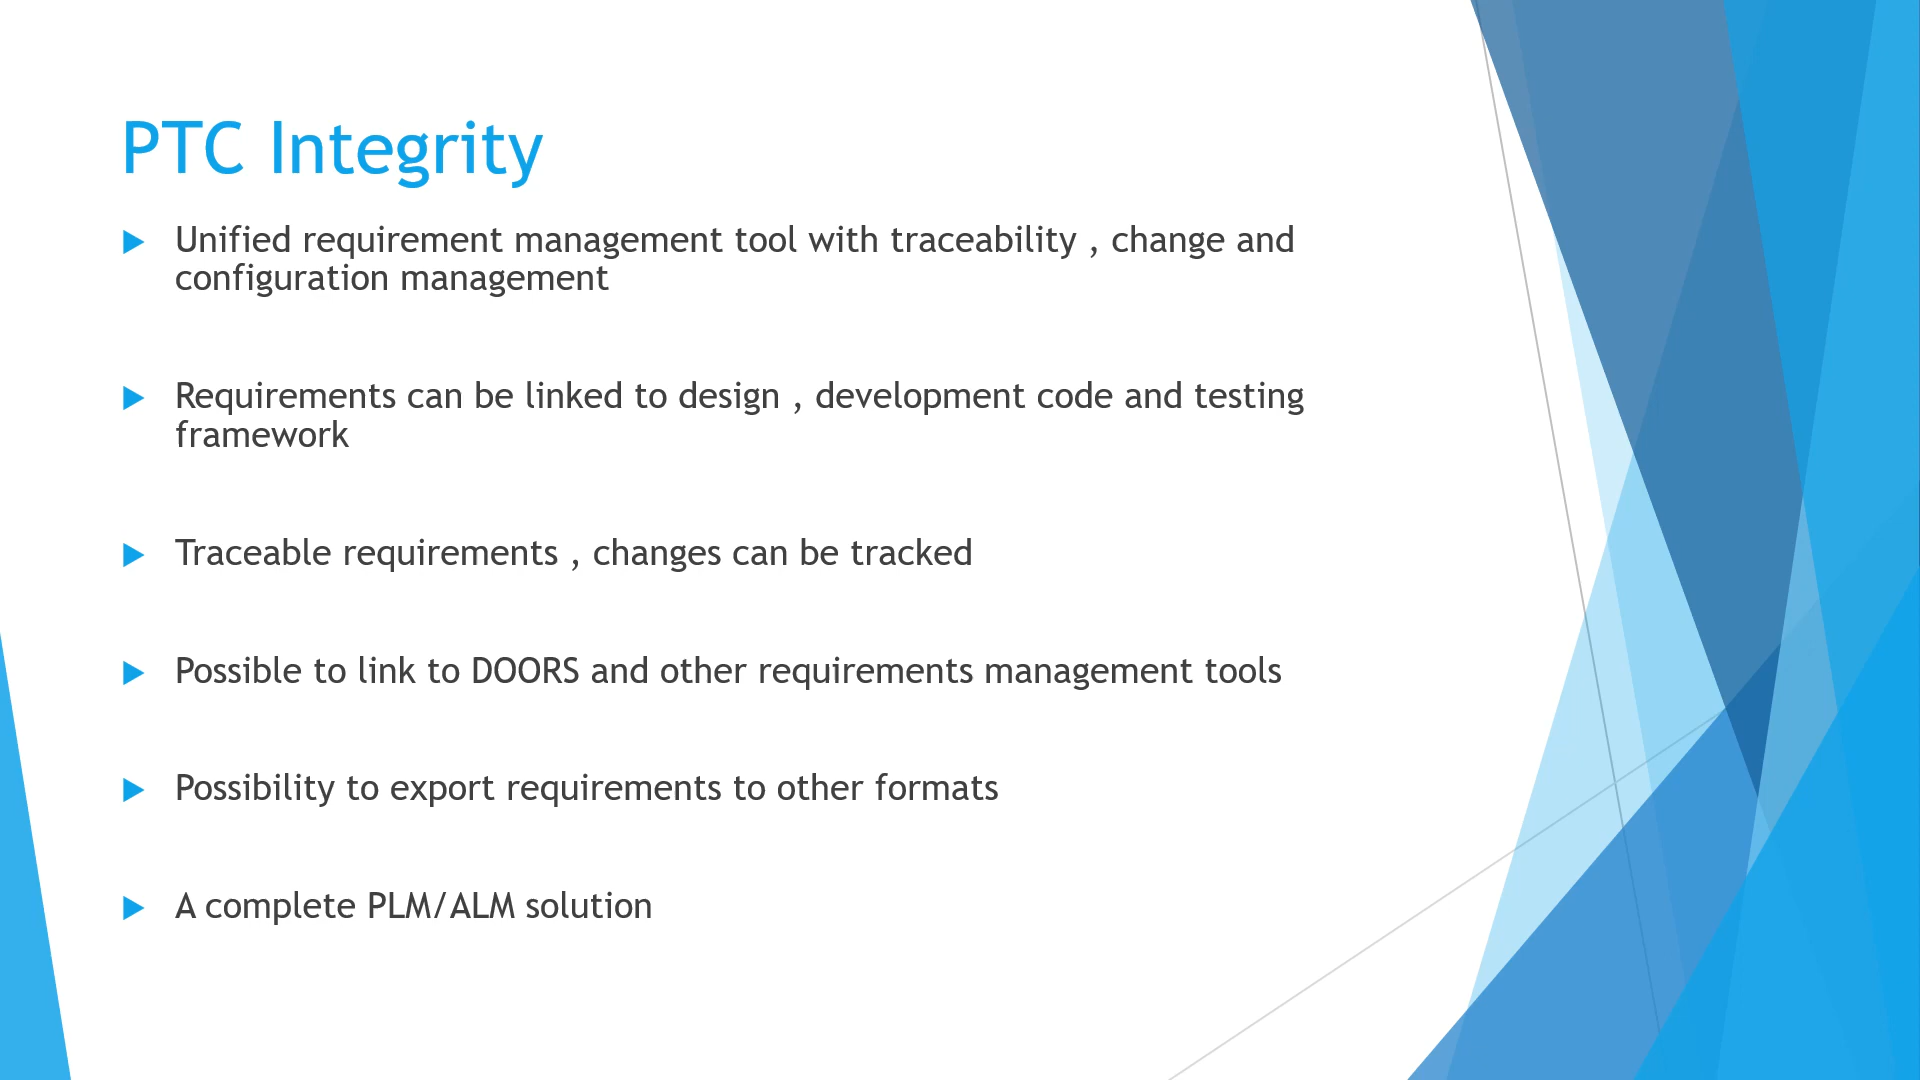 PTC Integrity
Unified requirement management tool with traceability , change and
configuration management
Requirements can be linked to design , development code and testing
framework
Traceable requirements , changes can be tracked
Possible to link to DOORS and other requirements management tools
Possibility to export requirements to other formats
A complete PLM/ALM solution